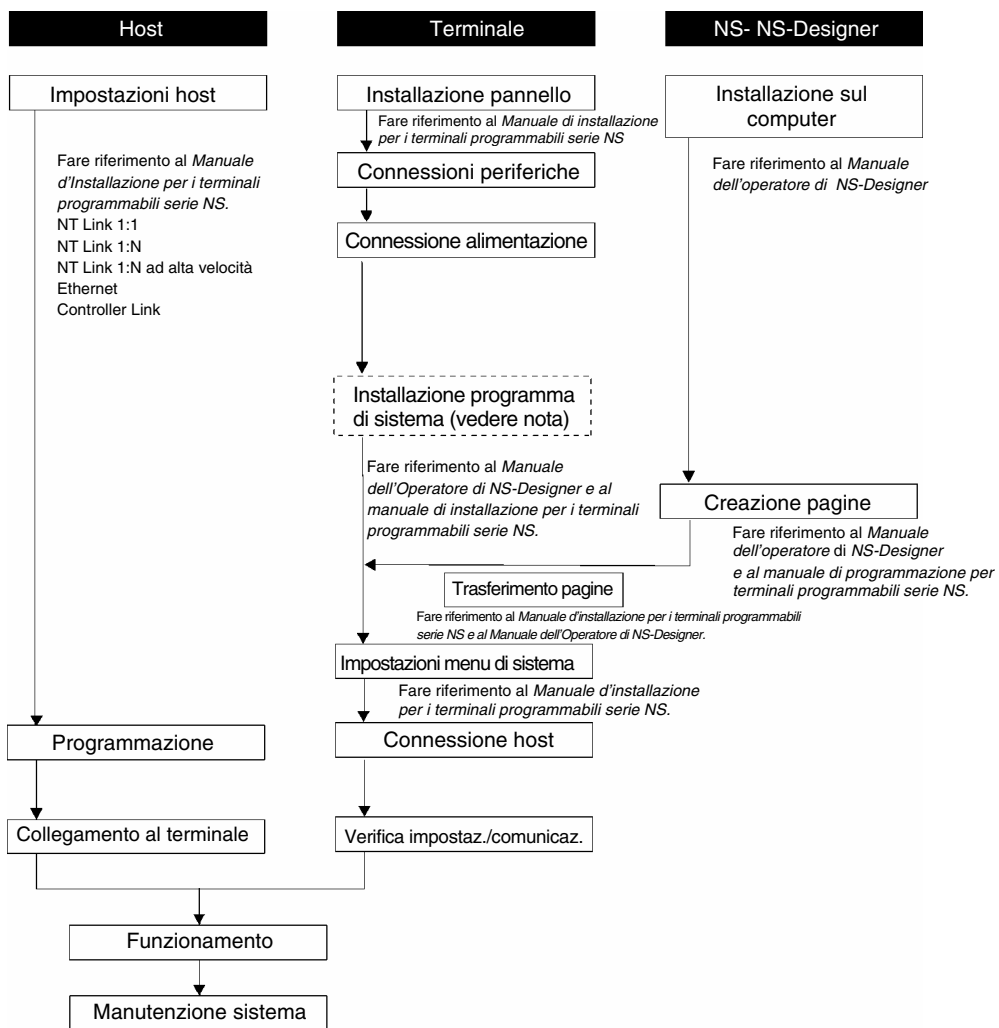 Host
Terminale
NS- NS-Designer
Impostazioni host
Installazione pannello
Installazione sul
computer
Fare riferimento al Manuale di installazione
per i terminali programmabili serie NS
Fare riferimento al Manuale
d'Installazione per i terminali
programmabili serie NS.
NT Link 1:1
NT Link 1:N
NT Link 1:N ad alta velocità
Ethernet
Controller Link
Connessioni periferiche
Fare riferimento al Manuale
dell'operatore di NS-Designer
Connessione alimentazione
Installazione programma
di sistema (vedere nota)
Fare riferimento al Manuale
dell'Operatore di NS-Designer e al
manuale di installazione per i terminali
programmabili serie NS.
Creazione pagine
Fare riferimento al Manuale
dell'operatore di NS-Designer
e al manuale di programmazione per
terminali programmabili serie NS.
Trasferimento pagine
Fare riferimento al Manuale d'installazione per i terminali programmabili
serie NS e al Manuale dell'Operatore di NS-Designer.
Impostazioni menu di sistema
Fare riferimento al Manuale d'installazione
per i terminali programmabili serie NS.
Programmazione
Connessione host
Collegamento al terminale
Verifica impostaz./comunicaz.
Funzionamento
Manutenzione sistema